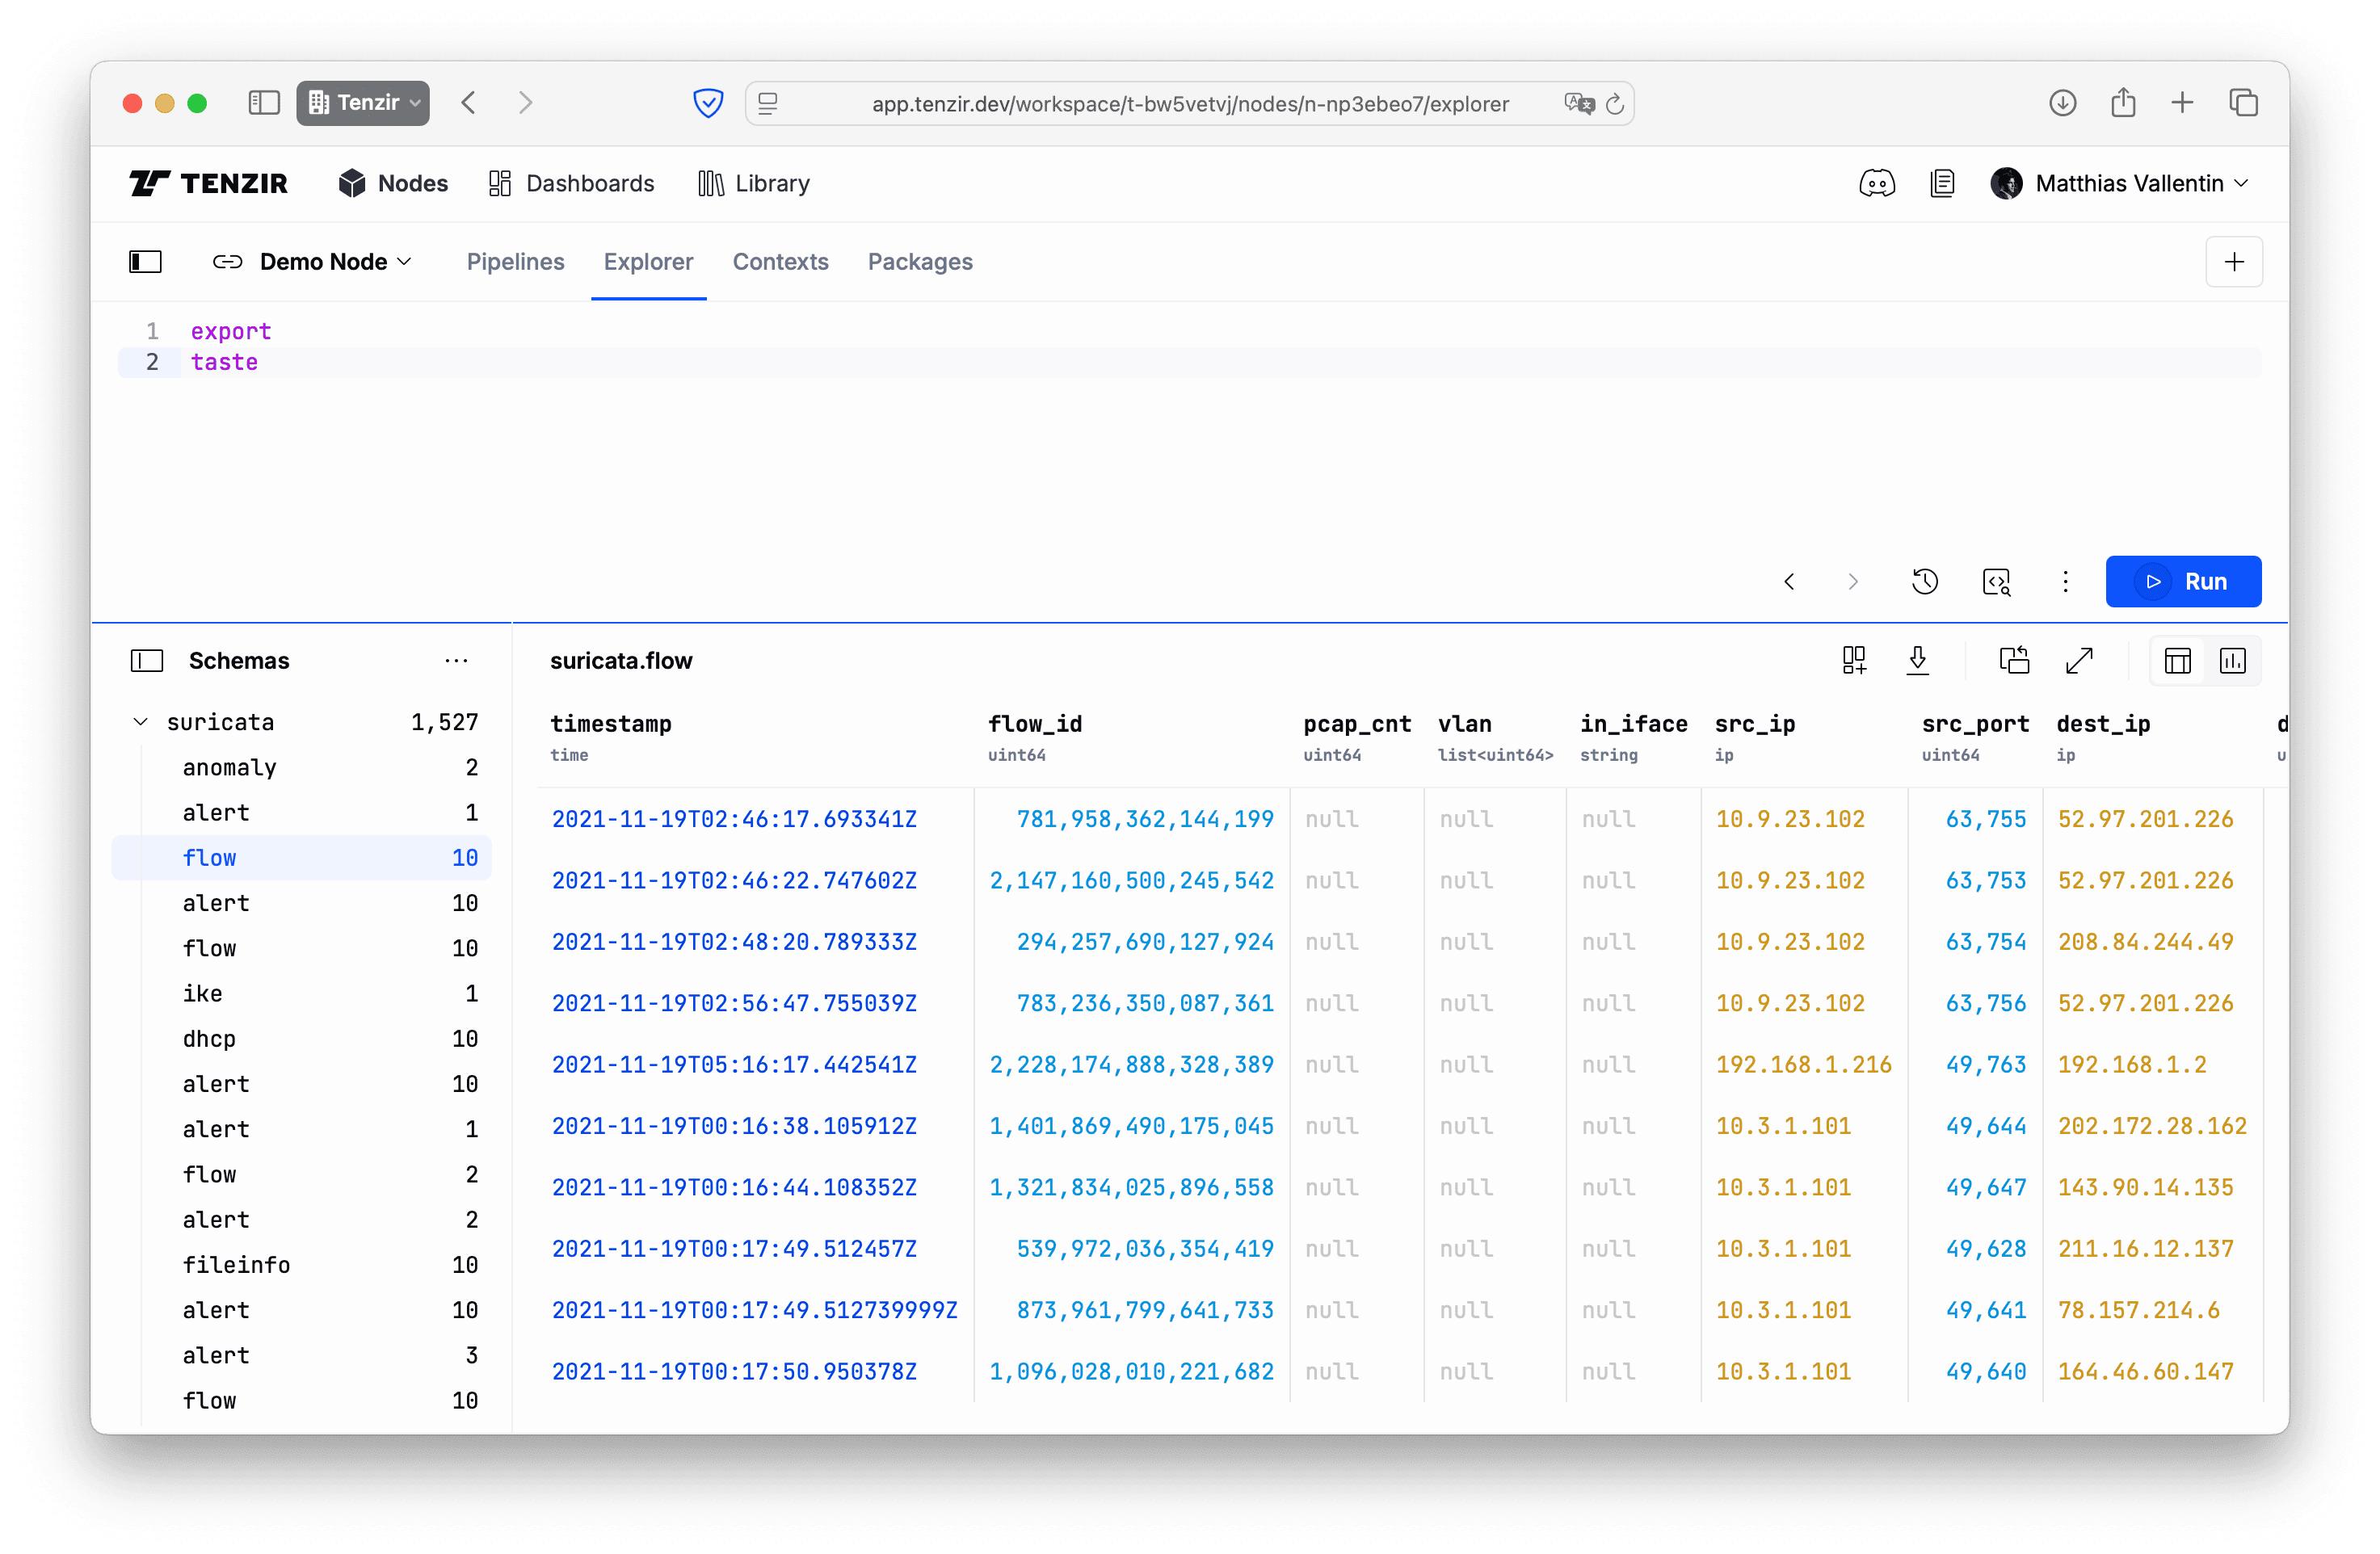 Tenzir
app.tenzir.dev/workspace/t-bw5vetvj/nodes/n-np3ebeo7/explorer
TENZIR Nodes Dashboards Library Matthias Vallentin
Demo Node Pipelines Explorer Contexts Packages
1 export
2 taste
Run
Schemas
suricata 1,527
anomaly 2
alert 1
flow 10
alert 10
flow 10
ike 1
dhcp 10
alert 10
alert 1
flow 2
alert 2
fileinfo 10
alert 10
alert 3
flow 10
suricata.flow
timestamp flow_id pcap_cnt vlan in_iface src_ip src_port dest_ip d
time uint64 uint64 list<uint64> string ip uint64 ip u
2021-11-19T02:46:17.693341Z 781,958,362,144,199 null null null 10.9.23.102 63,755 52.97.201.226
2021-11-19T02:46:22.747602Z 2,147,160,500,245,542 null null null 10.9.23.102 63,753 52.97.201.226
2021-11-19T02:48:20.789333Z 294,257,690,127,924 null null null 10.9.23.102 63,754 208.84.244.49
2021-11-19T02:56:47.755039Z 783,236,350,087,361 null null null 10.9.23.102 63,756 52.97.201.226
2021-11-19T05:16:17.442541Z 2,228,174,888,328,389 null null null 192.168.1.216 49,763 192.168.1.2
2021-11-19T00:16:38.105912Z 1,401,869,490,175,045 null null null 10.3.1.101 49,644 202.172.28.162
2021-11-19T00:16:44.108352Z 1,321,834,025,896,558 null null null 10.3.1.101 49,647 143.90.14.135
2021-11-19T00:17:49.512457Z 539,972,036,354,419 null null null 10.3.1.101 49,628 211.16.12.137
2021-11-19T00:17:49.512739999Z 873,961,799,641,733 null null null 10.3.1.101 49,641 78.157.214.6
2021-11-19T00:17:50.950378Z 1,096,028,010,221,682 null null null 10.3.1.101 49,640 164.46.60.147